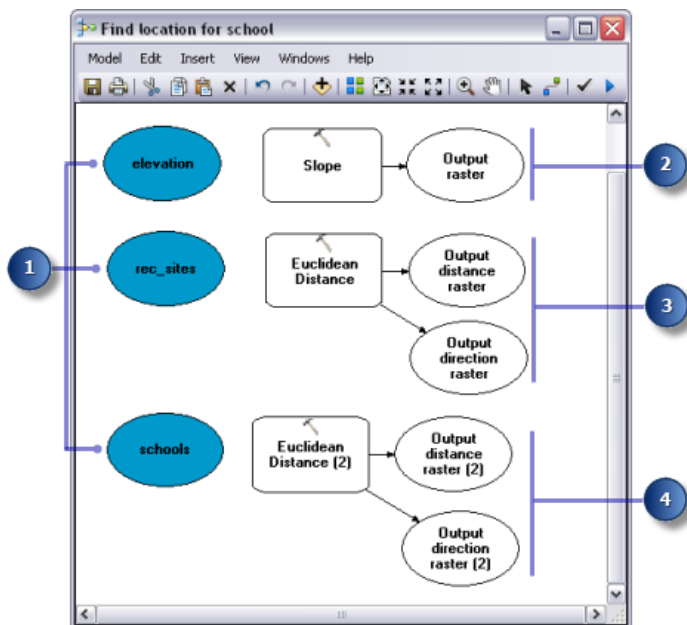 Find location for school
Model Edit Insert View Windows Help
elevation
Slope
Output
raster
2
rec_sites
Euclidean
Distance
Output
distance
raster
1
3
Output
direction
raster
schools
Euclidean
Distance (2)
Output
distance
raster (2)
4
Output
direction
raster (2)